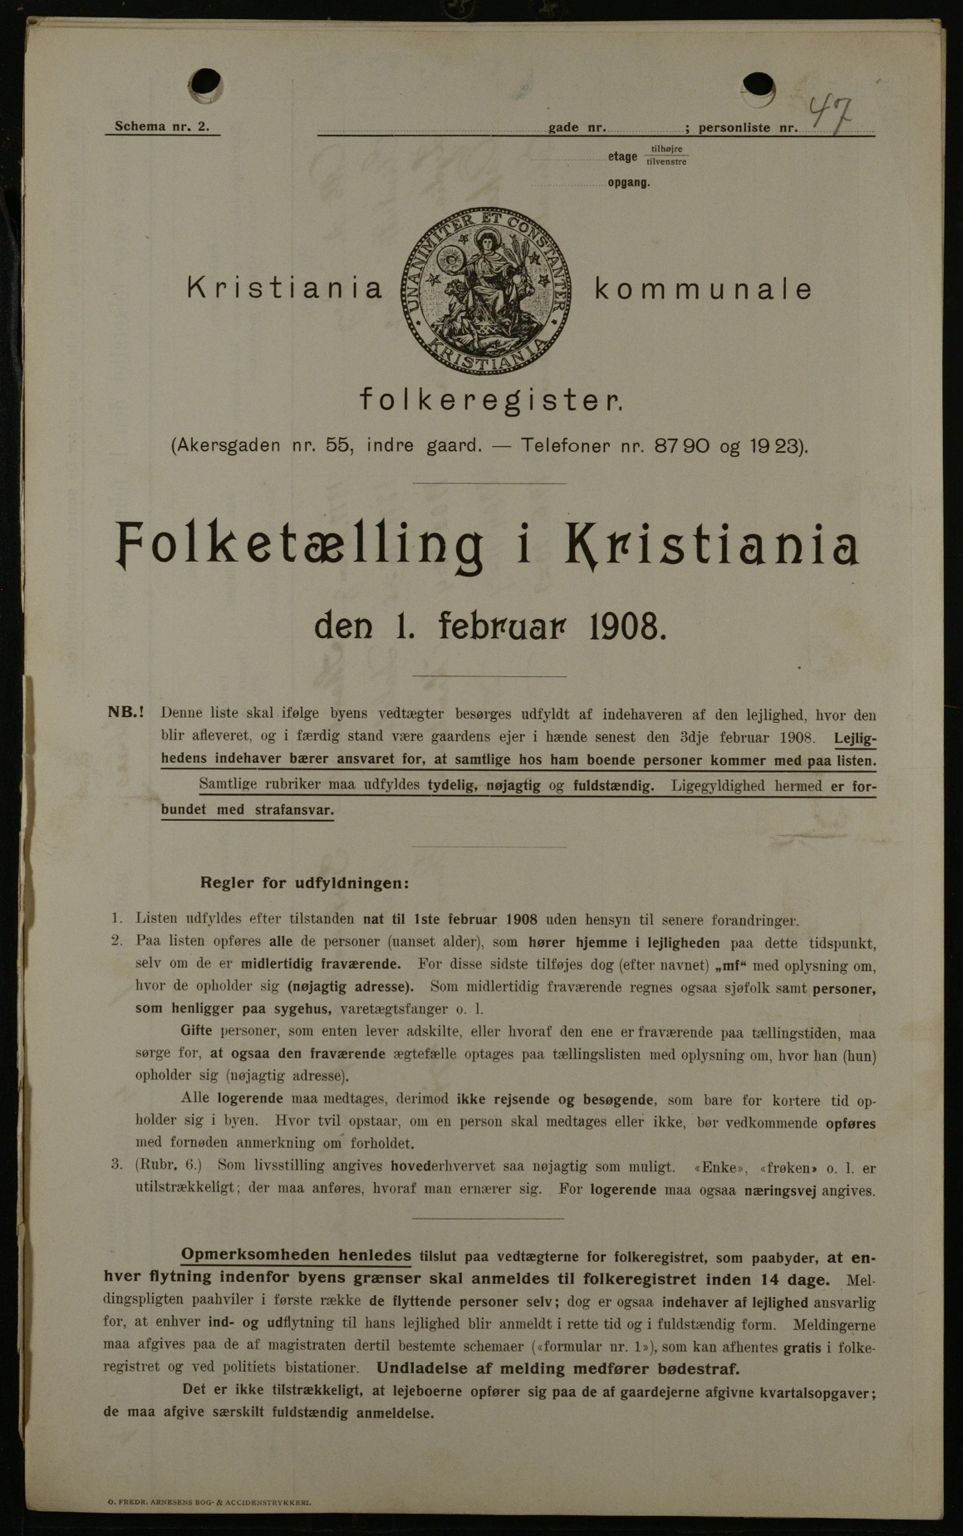 Schema nr. 2.
gade nr. ; personliste nr. 47
etage tilhøjre
tilvenstre
opgang.
UNANIMITER ET CONSTANTER
KRISTIANIA
Kristiania kommunale
folkeregister.
(Akersgaden nr. 55, indre gaard. — Telefoner nr. 87 90 og 19 23).
Folketælling i Kristiania
den 1. februar 1908.
NB.! Denne liste skal ifølge byens vedtægter besørges udfyldt af indehaveren af den lejlighed, hvor den
blir afleveret, og i færdig stand være gaardens ejer i hænde senest den 3dje februar 1908. Lejlig-
hedens indehaver bærer ansvaret for, at samtlige hos ham boende personer kommer med paa listen.
Samtlige rubriker maa udfyldes tydelig, nøjagtig og fuldstændig. Ligegyldighed hermed er for-
bundet med strafansvar.
Regler for udfyldningen:
1. Listen udfyldes efter tilstanden nat til 1ste februar 1908 uden hensyn til senere forandringer.
2. Paa listen opføres alle de personer (uanset alder), som hører hjemme i lejligheden paa dette tidspunkt,
selv om de er midlertidig fraværende. For disse sidste tilføjes dog (efter navnet) „mf“ med oplysning om,
hvor de opholder sig (nøjagtig adresse). Som midlertidig fraværende regnes ogsaa sjøfolk samt personer,
som henligger paa sygehus, varetægtsfanger o. l.
Gifte personer, som enten lever adskilte, eller hvoraf den ene er fraværende paa tællingstiden, maa
sørge for, at ogsaa den fraværende ægtefælle optages paa tællingslisten med oplysning om, hvor han (hun)
opholder sig (nøjagtig adresse).
Alle logerende maa medtages, derimod ikke rejsende og besøgende, som bare for kortere tid op-
holder sig i byen. Hvor tvil opstaar, om en person skal medtages eller ikke, bør vedkommende opføres
med fornøden anmerkning om forholdet.
3. (Rubr. 6.) Som livsstilling angives hovederhvervet saa nøjagtig som muligt. «Enke», «frøken» o. l. er
utilstrækkeligt; der maa anføres, hvoraf man ernærer sig. For logerende maa ogsaa næringsvej angives.
Opmerksomheden henledes tilslut paa vedtægterne for folkeregistret, som paabyder, at en-
hver flytning indenfor byens grænser skal anmeldes til folkeregistret inden 14 dage. Mel-
dingspligten paahviler i første række de flyttende personer selv; dog er ogsaa indehaver af lejlighed ansvarlig
for, at enhver ind- og udflytning til hans lejlighed blir anmeldt i rette tid og i fuldstændig form. Meldingerne
maa afgives paa de af magistraten dertil bestemte schemaer («formular nr. 1»), som kan afhentes gratis i folke-
registret og ved politiets bistationer. Undladelse af melding medfører bødestraf.
Det er ikke tilstrækkeligt, at lejeboerne opfører sig paa de af gaardejerne afgivne kvartalsopgaver;
de maa afgive særskilt fuldstændig anmeldelse.
O. FREDR. ARNESENS BOG- & ACCIDENSTRYKKERI.